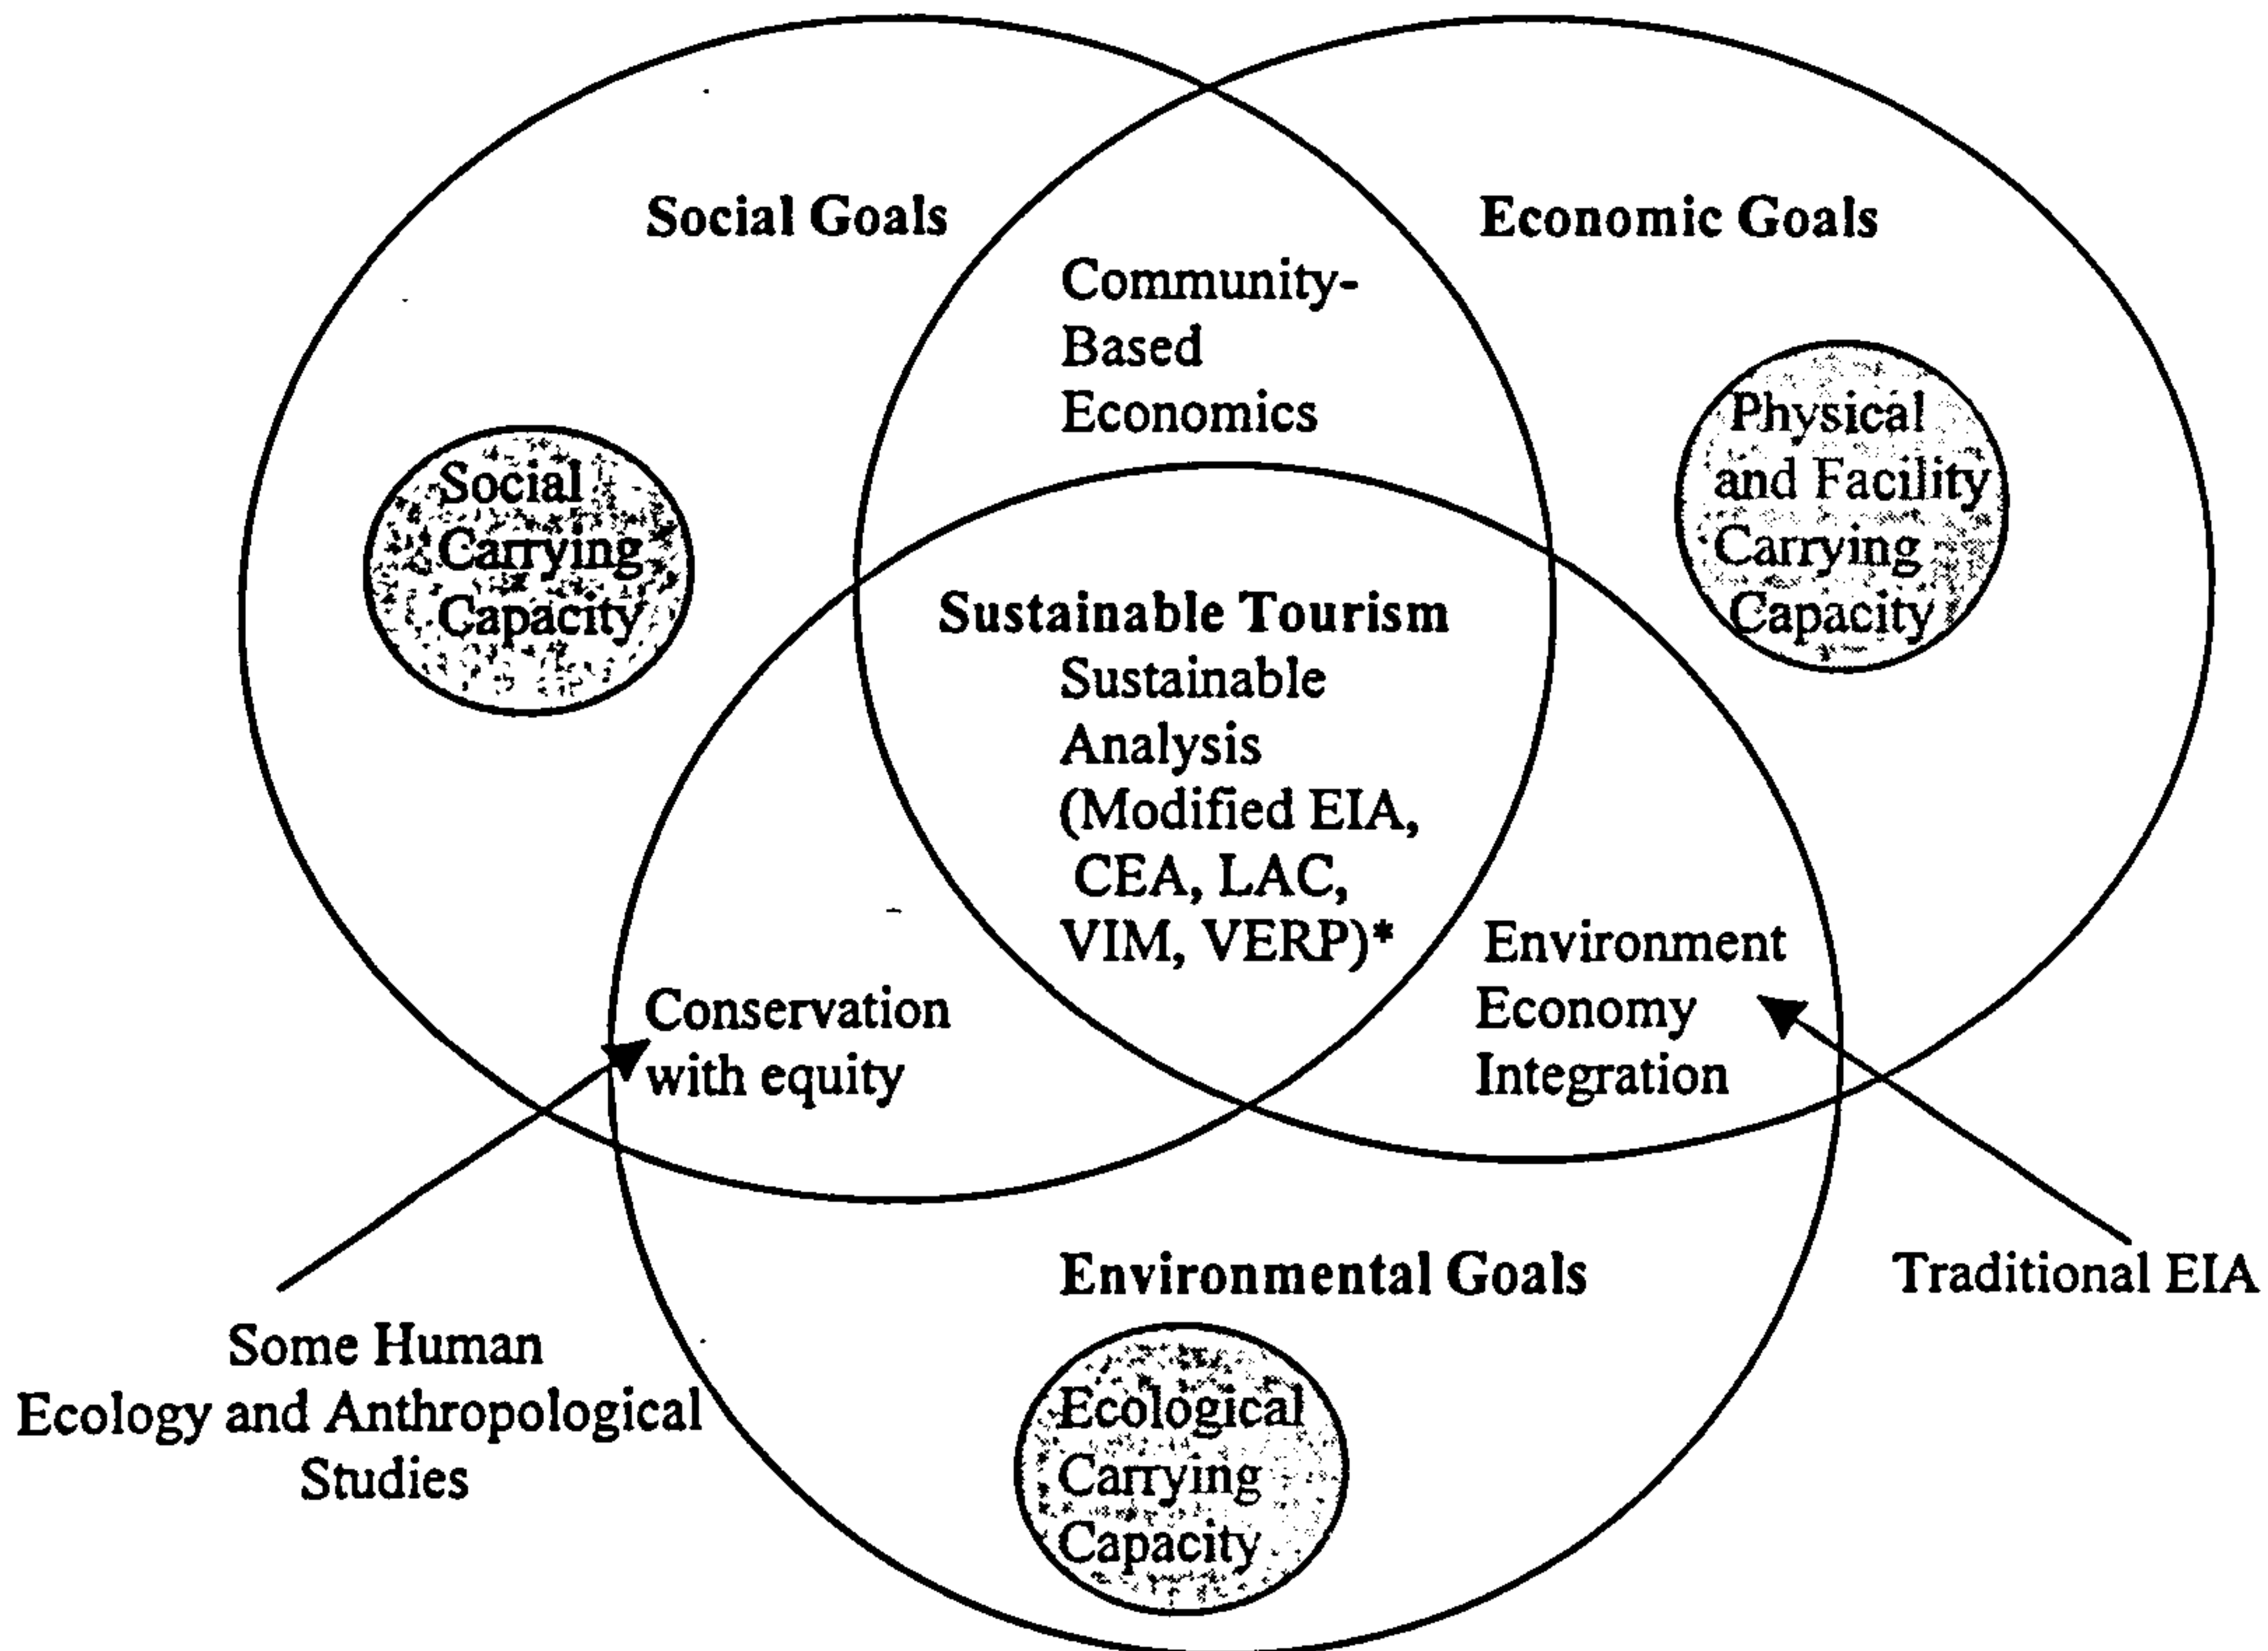 Social Goals
Economic Goals
Community-
Based
Economics
Social
Carrying
Capacity
Physical
and Facility
Carrying
Capacity
Sustainable Tourism
Sustainable
Analysis
(Modified EIA,
CEA, LAC,
VIM, VERP)*
Conservation
with equity
Environment
Economy
Integration
Environmental Goals
Traditional EIA
Some Human
Ecology and Anthropological
Studies
Ecological
Carrying
Capacity